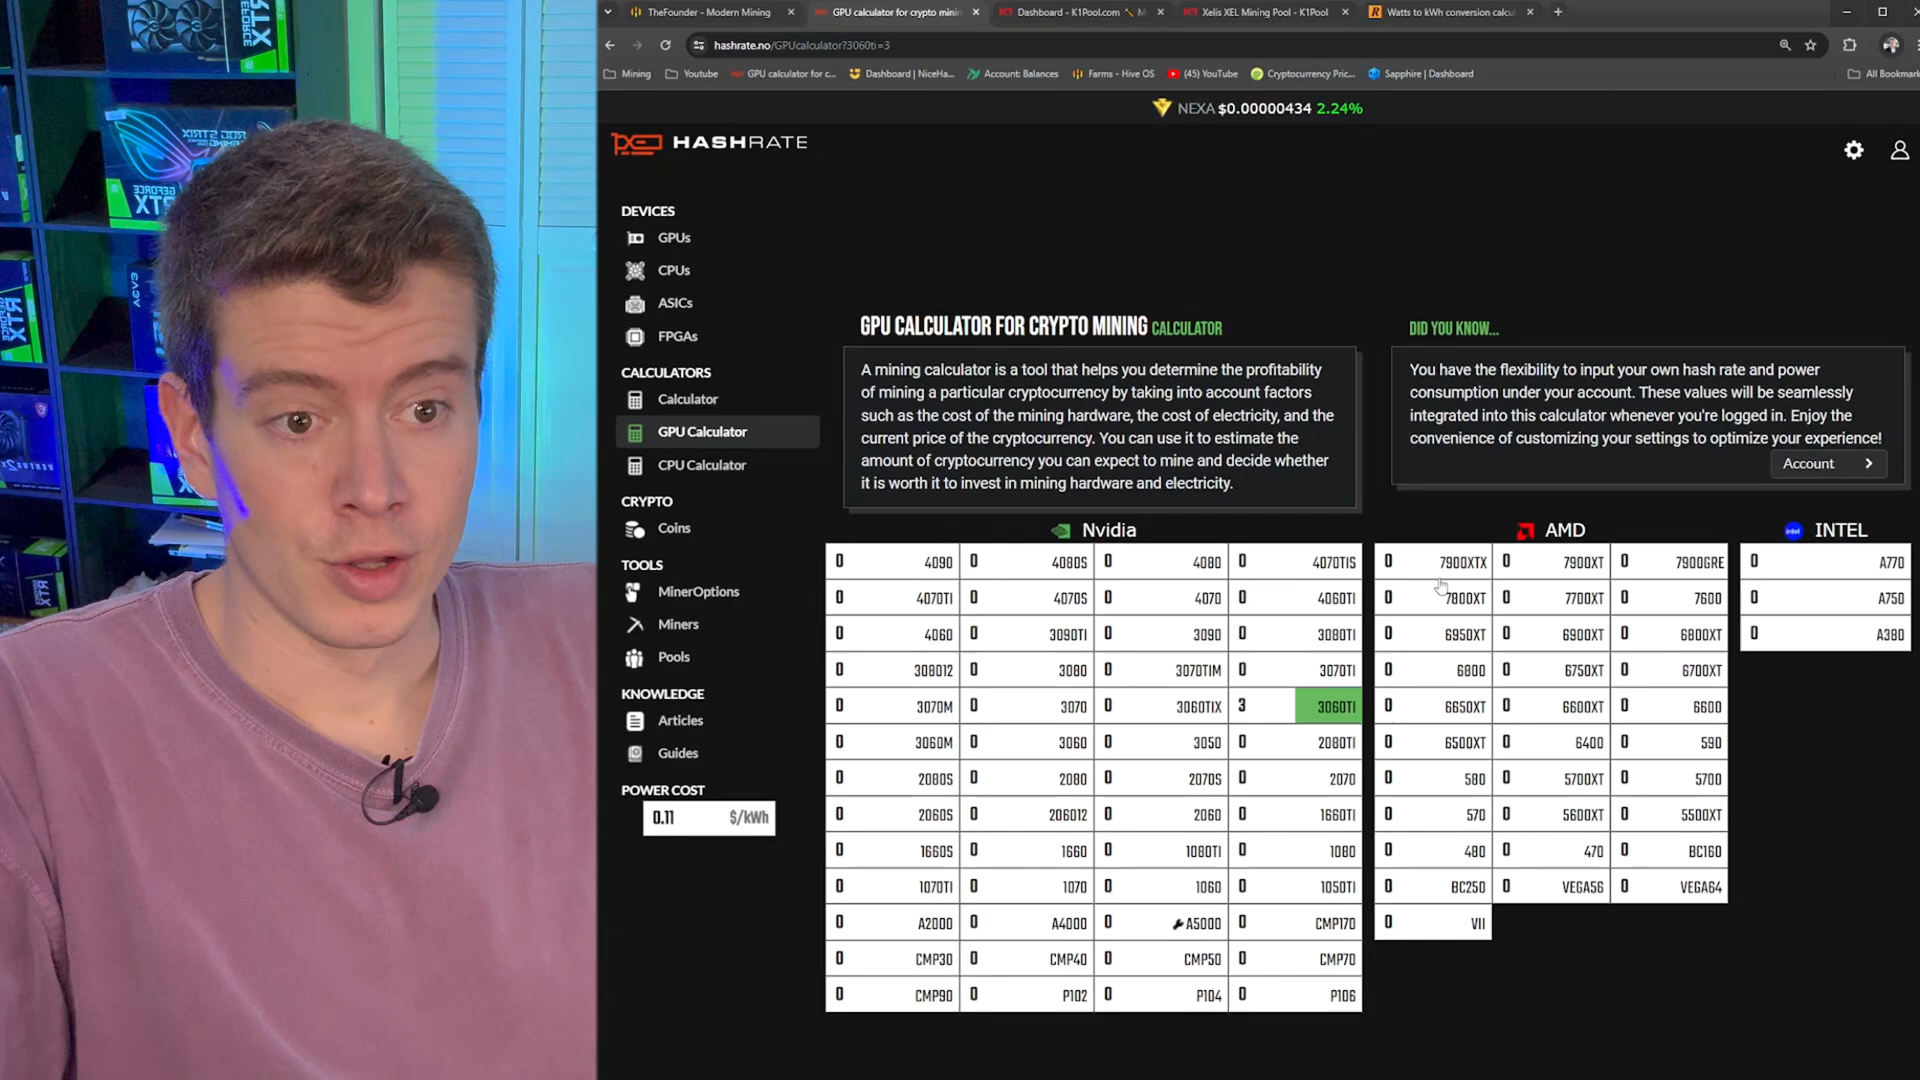 TheFounder - Modern Mining
GPU calculator for crypto minin
Dashboard - K1Pool.com
Xelis XEL Mining Pool - K1Pool
Watts to kWh conversion calcu
hashrate.no/GPUcalculator?3060ti=3
Mining
Youtube
GPU calculator for c...
Dashboard | NiceHa...
Account: Balances
Farms - Hive OS
(45) YouTube
Cryptocurrency Pric...
Sapphire | Dashboard
All Bookmark
NEXA $0.00000434 2.24%
HASHRATE
DEVICES
GPUs
CPUs
ASICs
FPGAs
CALCULATORS
Calculator
GPU Calculator
CPU Calculator
CRYPTO
Coins
TOOLS
MinerOptions
Miners
Pools
KNOWLEDGE
Articles
Guides
POWER COST
0.11 $/kWh
GPU CALCULATOR FOR CRYPTO MINING CALCULATOR
A mining calculator is a tool that helps you determine the profitability
of mining a particular cryptocurrency by taking into account factors
such as the cost of the mining hardware, the cost of electricity, and the
current price of the cryptocurrency. You can use it to estimate the
amount of cryptocurrency you can expect to mine and decide whether
it is worth it to invest in mining hardware and electricity.
DID YOU KNOW...
You have the flexibility to input your own hash rate and power
consumption under your account. These values will be seamlessly
integrated into this calculator whenever you're logged in. Enjoy the
convenience of customizing your settings to optimize your experience!
Account
Nvidia
0 4090 0 4080S 0 4080 0 4070TIS
0 4070TI 0 4070S 0 4070 0 4060TI
0 4060 0 3090TI 0 3090 0 3080TI
0 308012 0 3080 0 3070TIM 0 3070TI
0 3070M 0 3070 0 3060TIX 3 3060TI
0 3060M 0 3060 0 3050 0 2080TI
0 2080S 0 2080 0 2070S 0 2070
0 2060S 0 206012 0 2060 0 1660TI
0 1660S 0 1660 0 1080TI 0 1080
0 1070TI 0 1070 0 1060 0 1050TI
0 A2000 0 A4000 0 A5000 0 CMP170
0 CMP30 0 CMP40 0 CMP50 0 CMP70
0 CMP90 0 P102 0 P104 0 P106
AMD
0 7900XTX 0 7900XT 0 7900GRE
0 7800XT 0 7700XT 0 7600
0 6950XT 0 6900XT 0 6800XT
0 6800 0 6750XT 0 6700XT
0 6650XT 0 6600XT 0 6600
0 6500XT 0 6400 0 590
0 580 0 5700XT 0 5700
0 570 0 5600XT 0 5500XT
0 480 0 470 0 BC160
0 BC250 0 VEGA56 0 VEGA64
0 VII
INTEL
0 A770
0 A750
0 A380
ROG STRIX
GEFORCE
RTX
EVGA
RTX